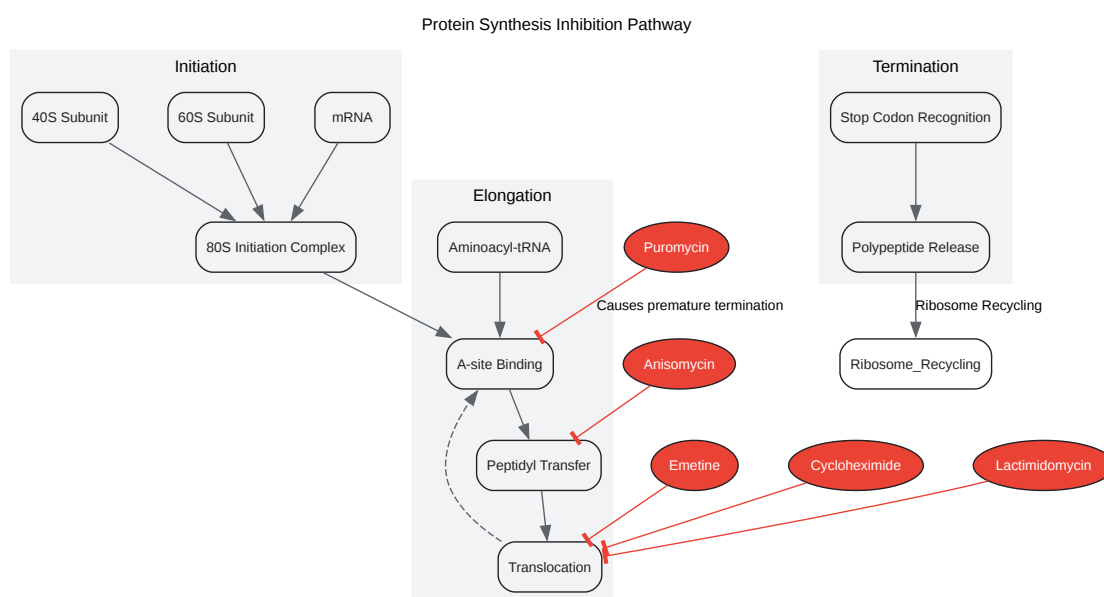 Protein Synthesis Inhibition Pathway
Initiation
40S Subunit
60S Subunit
mRNA
80S Initiation Complex
Elongation
Aminoacyl-tRNA
Puromycin
Causes premature termination
A-site Binding
Anisomycin
Peptidyl Transfer
Emetine
Cycloheximide
Lactimidomycin
Translocation
Termination
Stop Codon Recognition
Polypeptide Release
Ribosome Recycling
Ribosome_Recycling